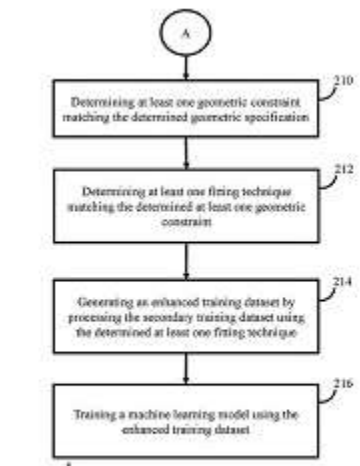 A
210
Determining at least one geometric constraint
matching the determined geometric specification
212
Determining at least one fitting technique
matching the determined at least one geometric
constraint
214
Generating an enhanced training dataset by
processing the secondary training dataset using
the determined at least one fitting technique
216
Training a machine learning model using the
enhanced training dataset